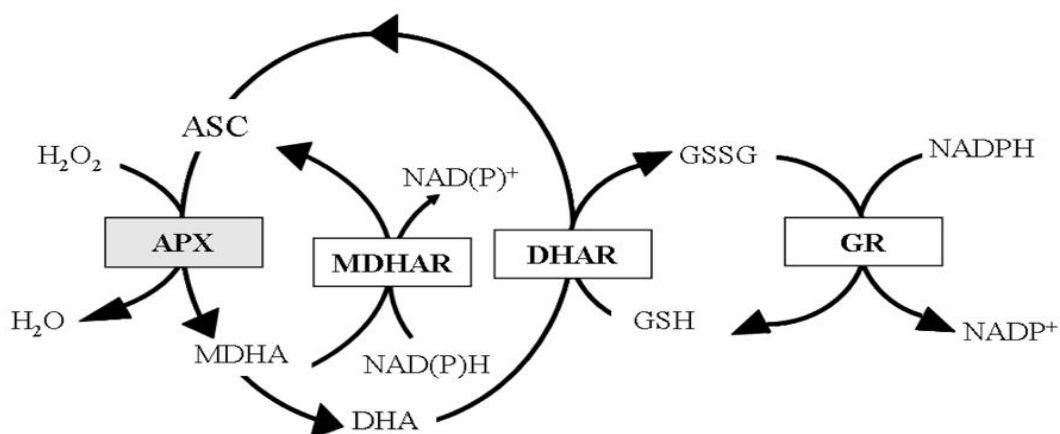 ASC
H₂O₂
GSSG
NADPH
NAD(P)⁺
APX
MDHAR
DHAR
GR
H₂O
MDHA
NAD(P)H
GSH
NADP⁺
DHA